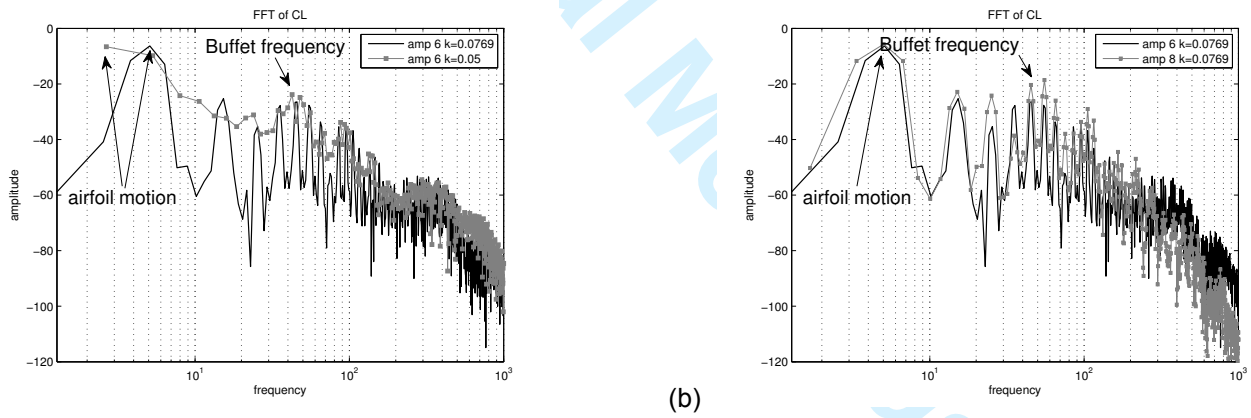 FFT of CL
0
−20
−40
−60
−80
−100
−120
amplitude
10^1
10^2
10^3
frequency
Buffet frequency
airfoil motion
amp 6 k=0.0769
amp 6 k=0.05
(b)
FFT of CL
0
−20
−40
−60
−80
−100
−120
amplitude
10^1
10^2
10^3
frequency
Buffet frequency
airfoil motion
amp 6 k=0.0769
amp 8 k=0.0769